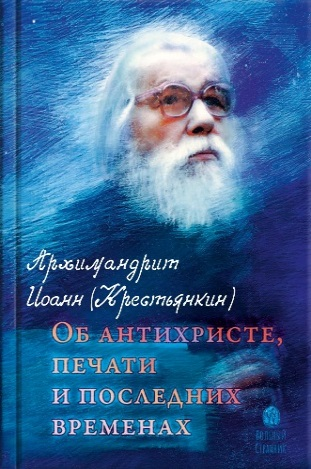 Архимандрит
Иоанн (Крестьянкин)
Об антихристе,
печати
и последних
временах